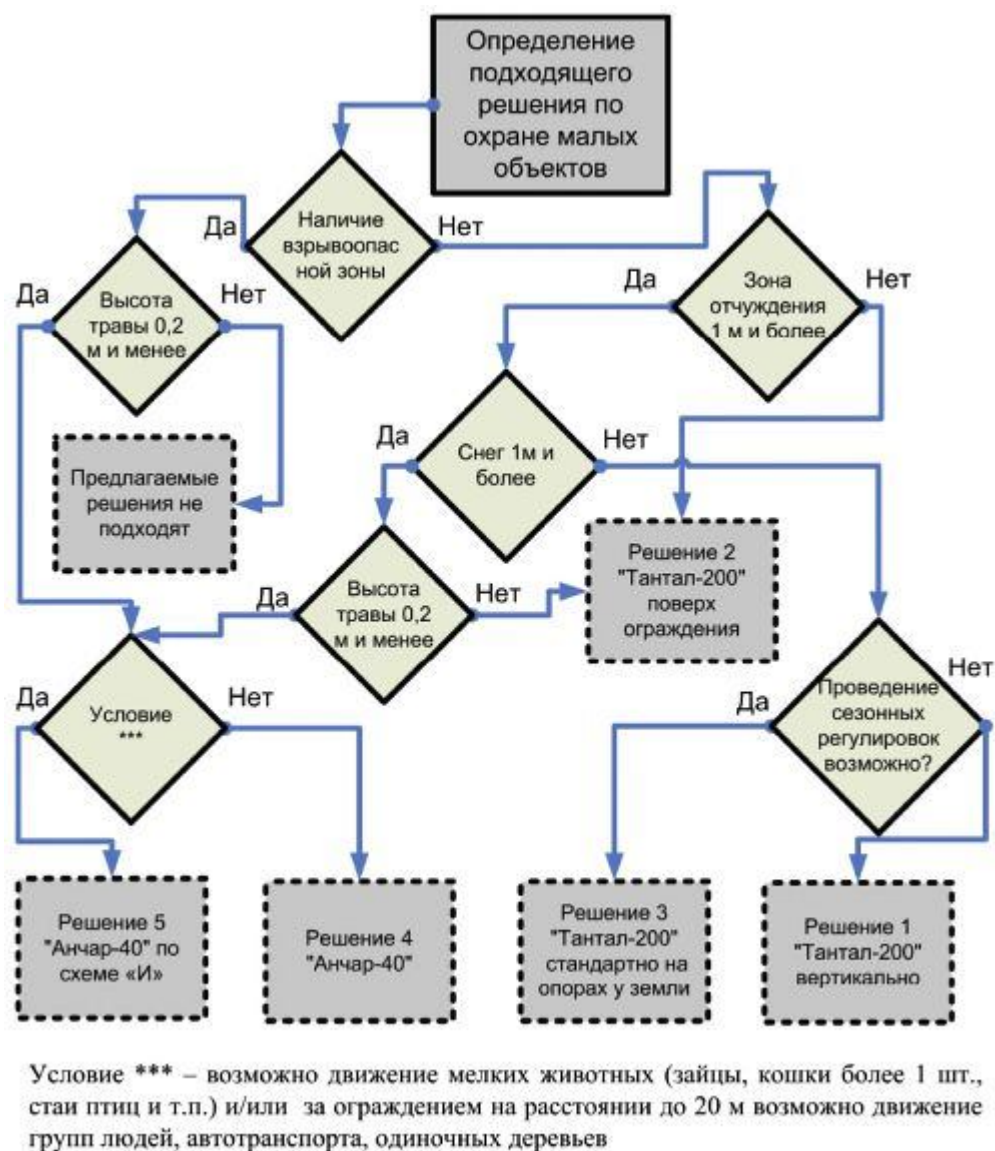 Определение
подходящего
решения по
охране малых
объектов
Да
Наличие
взрывоопас
ной зоны
Нет
Да
Высота
травы 0,2
м и менее
Нет
Да
Зона
отчуждения
1 м и более
Нет
Предлагаемые
решения не
подходят
Да
Снег 1м и
более
Нет
Да
Высота
травы 0,2
м и менее
Нет
Решение 2
"Тантал-200"
поверх
ограждения
Да
Условие
***
Нет
Да
Проведение
сезонных
регулировок
возможно?
Нет
Решение 5
"Анчар-40" по
схеме «И»
Решение 4
"Анчар-40"
Решение 3
"Тантал-200"
стандартно на
опорах у земли
Решение 1
"Тантал-200"
вертикально
Условие *** – возможно движение мелких животных (зайцы, кошки более 1 шт.,
стаи птиц и т.п.) и/или за ограждением на расстоянии до 20 м возможно движение
групп людей, автотранспорта, одиночных деревьев